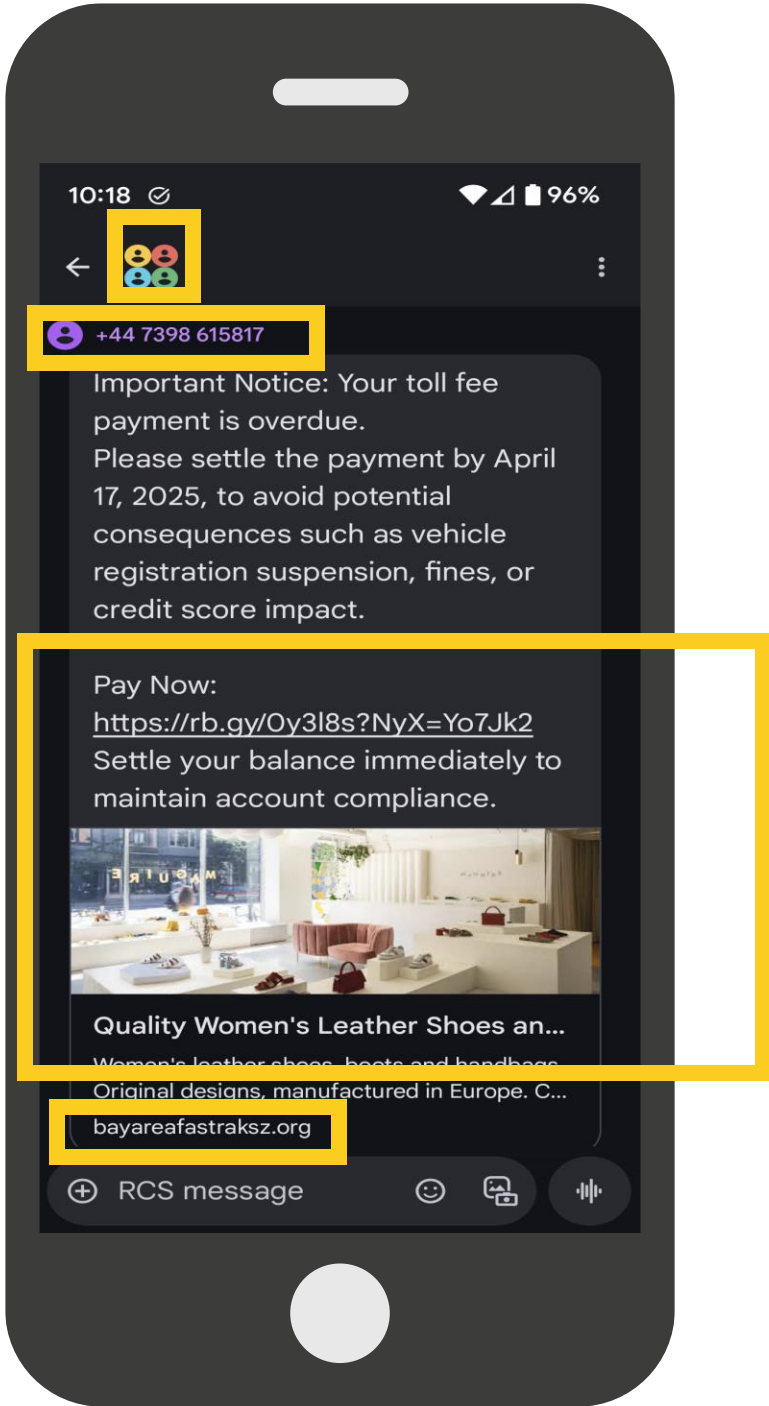 10:18
96%
+44 7398 615817
Important Notice: Your toll fee
payment is overdue.
Please settle the payment by April
17, 2025, to avoid potential
consequences such as vehicle
registration suspension, fines, or
credit score impact.
Pay Now:
https://rb.gy/0y3l8s?NyX=Yo7Jk2
Settle your balance immediately to
maintain account compliance.
MAGUIRE
Quality Women's Leather Shoes an...
Women's leather shoes, boots and handbags
Original designs, manufactured in Europe. C...
bayareafastraksz.org
RCS message